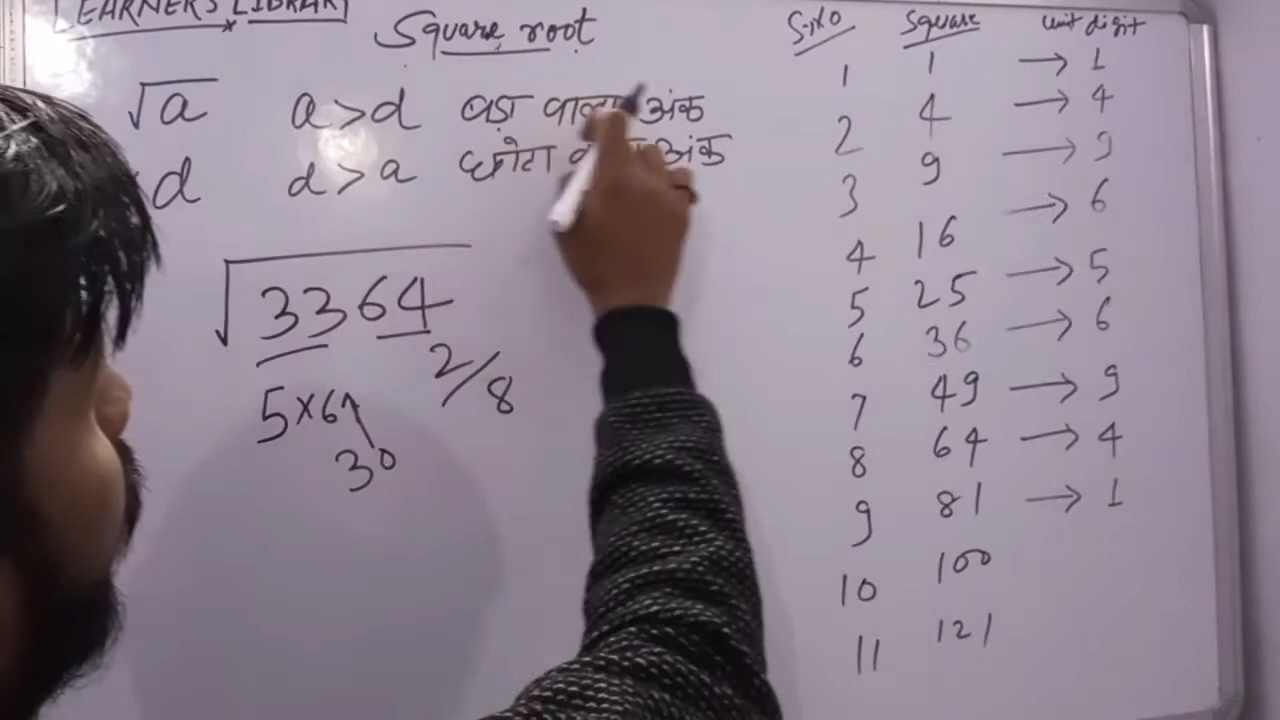 LEARNERS LIBRARY
Square root
√a a>d बड़ा वाला अंक
d d>a छोटा अंक
√3364
2/8
5×6
30
S.NO Square unit digit
1 1 → 1
2 4 → 4
3 9 → 9
4 16 → 6
5 25 → 5
6 36 → 6
7 49 → 9
8 64 → 4
9 81 → 1
10 100
11 121